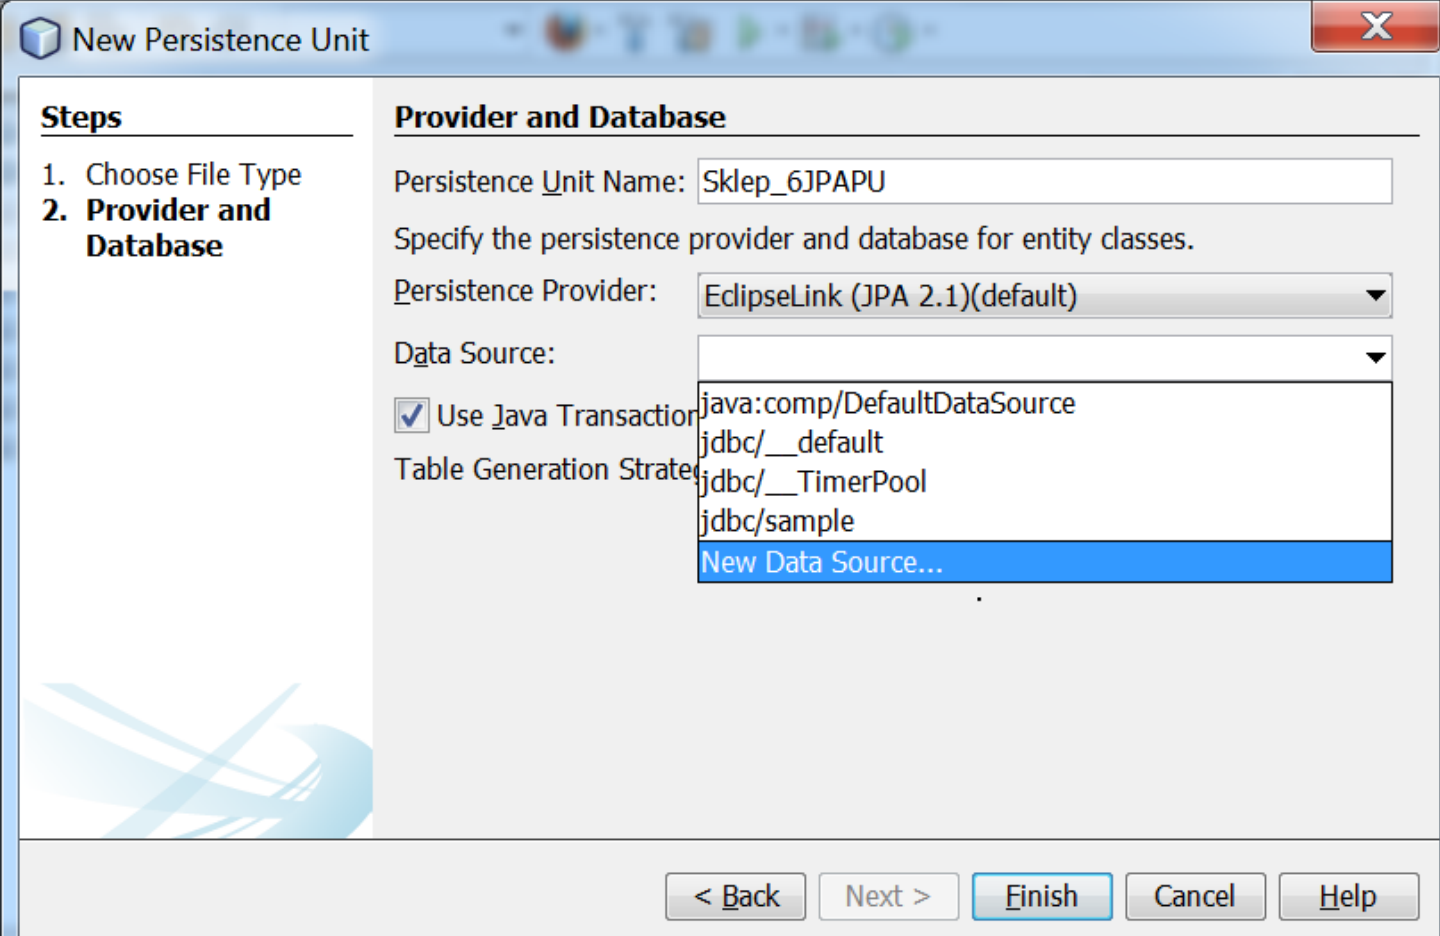 New Persistence Unit
Steps
1. Choose File Type
2. Provider and
Database
Provider and Database
Persistence Unit Name: Sklep_6JPAPU
Specify the persistence provider and database for entity classes.
Persistence Provider: EclipseLink (JPA 2.1)(default)
Data Source:
java:comp/DefaultDataSource
Use Java Transaction
jdbc/__default
Table Generation Strateg
jdbc/__TimerPool
jdbc/sample
New Data Source...
< Back Next > Finish Cancel Help